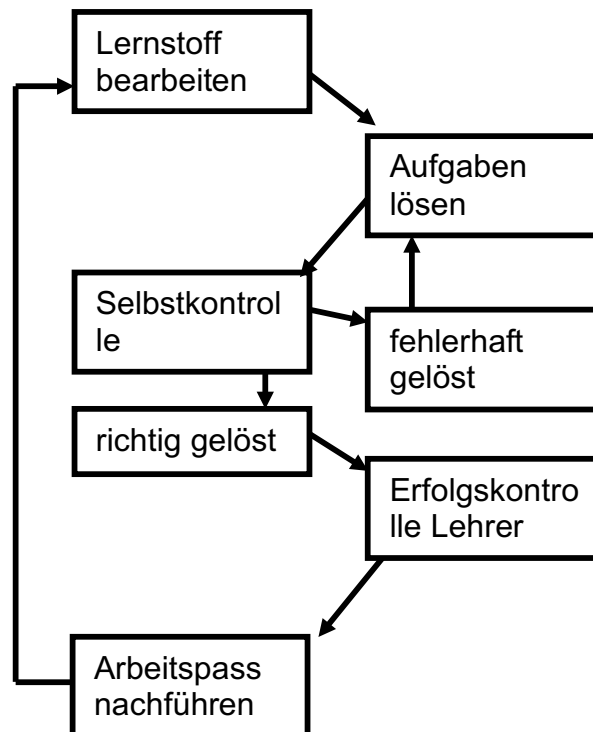 Lernstoff
bearbeiten
Aufgaben
lösen
Selbstkontrol
le
fehlerhaft
gelöst
richtig gelöst
Erfolgskontro
lle Lehrer
Arbeitspass
nachführen